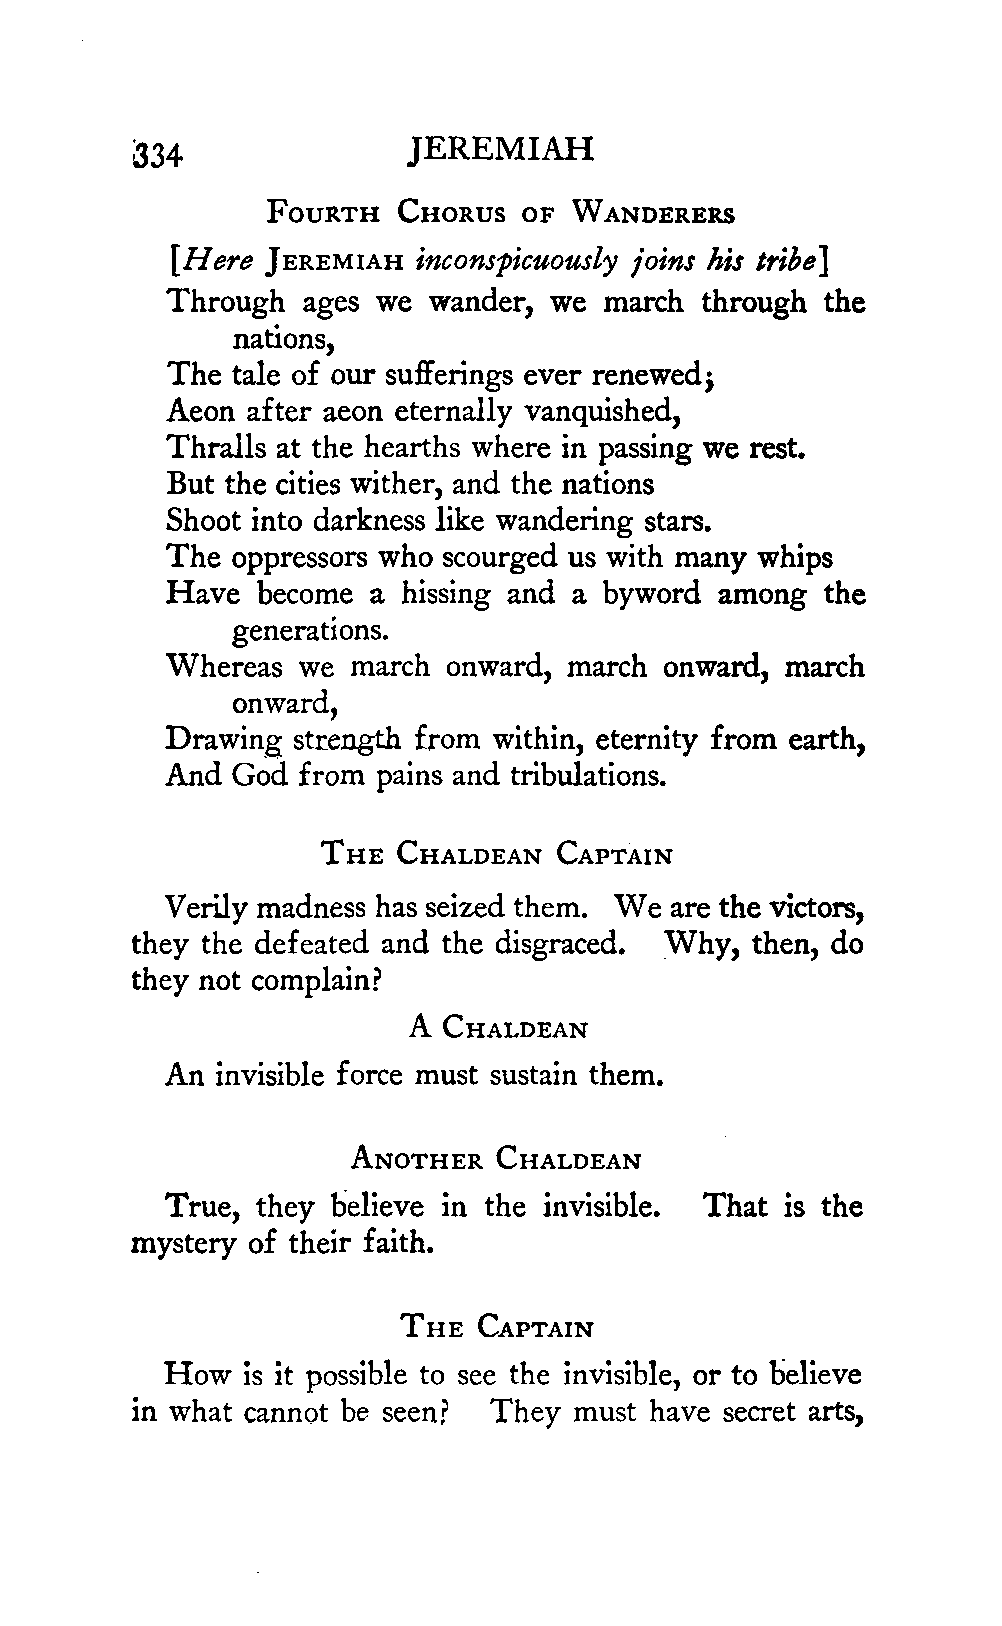 334 JEREMIAH
Fourth Chorus of Wanderers
[Here Jeremiah inconspicuously joins his tribe]
Through ages we wander, we march through the
nations,
The tale of our sufferings ever renewed;
Aeon after aeon eternally vanquished,
Thralls at the hearths where in passing we rest.
But the cities wither, and the nations
Shoot into darkness like wandering stars.
The oppressors who scourged us with many whips
Have become a hissing and a byword among the
generations.
Whereas we march onward, march onward, march
onward,
Drawing strength from within, eternity from earth,
And God from pains and tribulations.
The Chaldean Captain
Verily madness has seized them. We are the victors,
they the defeated and the disgraced. Why, then, do
they not complain?
A Chaldean
An invisible force must sustain them.
Another Chaldean
True, they believe in the invisible. That is the
mystery of their faith.
The Captain
How is it possible to see the invisible, or to believe
in what cannot be seen? They must have secret arts,